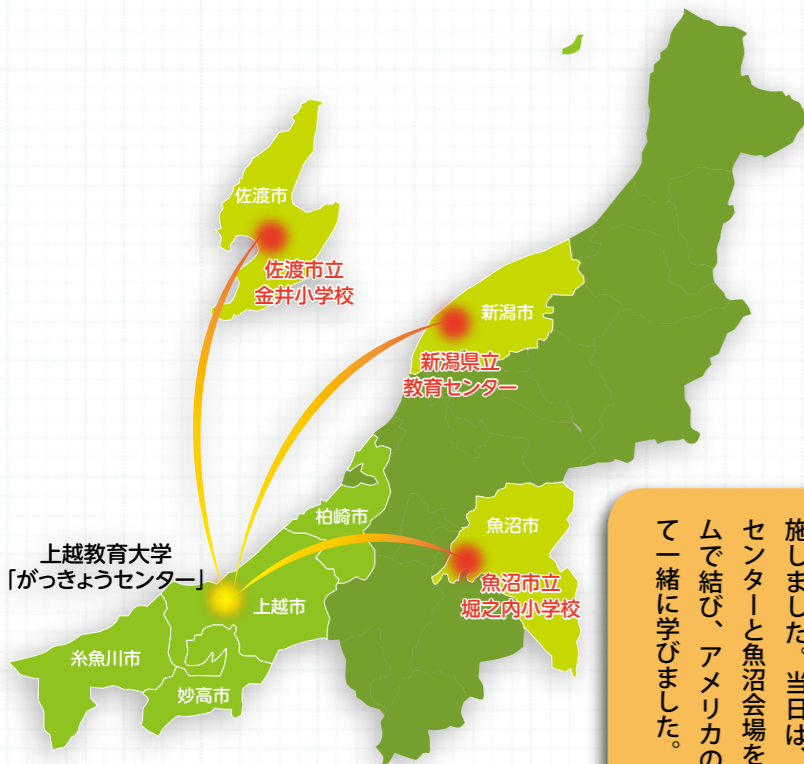 佐渡市
佐渡市立
金井小学校
新潟市
新潟県立
教育センター
柏崎市
魚沼市
魚沼市立
堀之内小学校
上越教育大学
「がっきょうセンター」
上越市
糸魚川市
妙高市
施しました。当日は、
センターと魚沼会場を
ムで結び、アメリカの
て一緒に学びました。